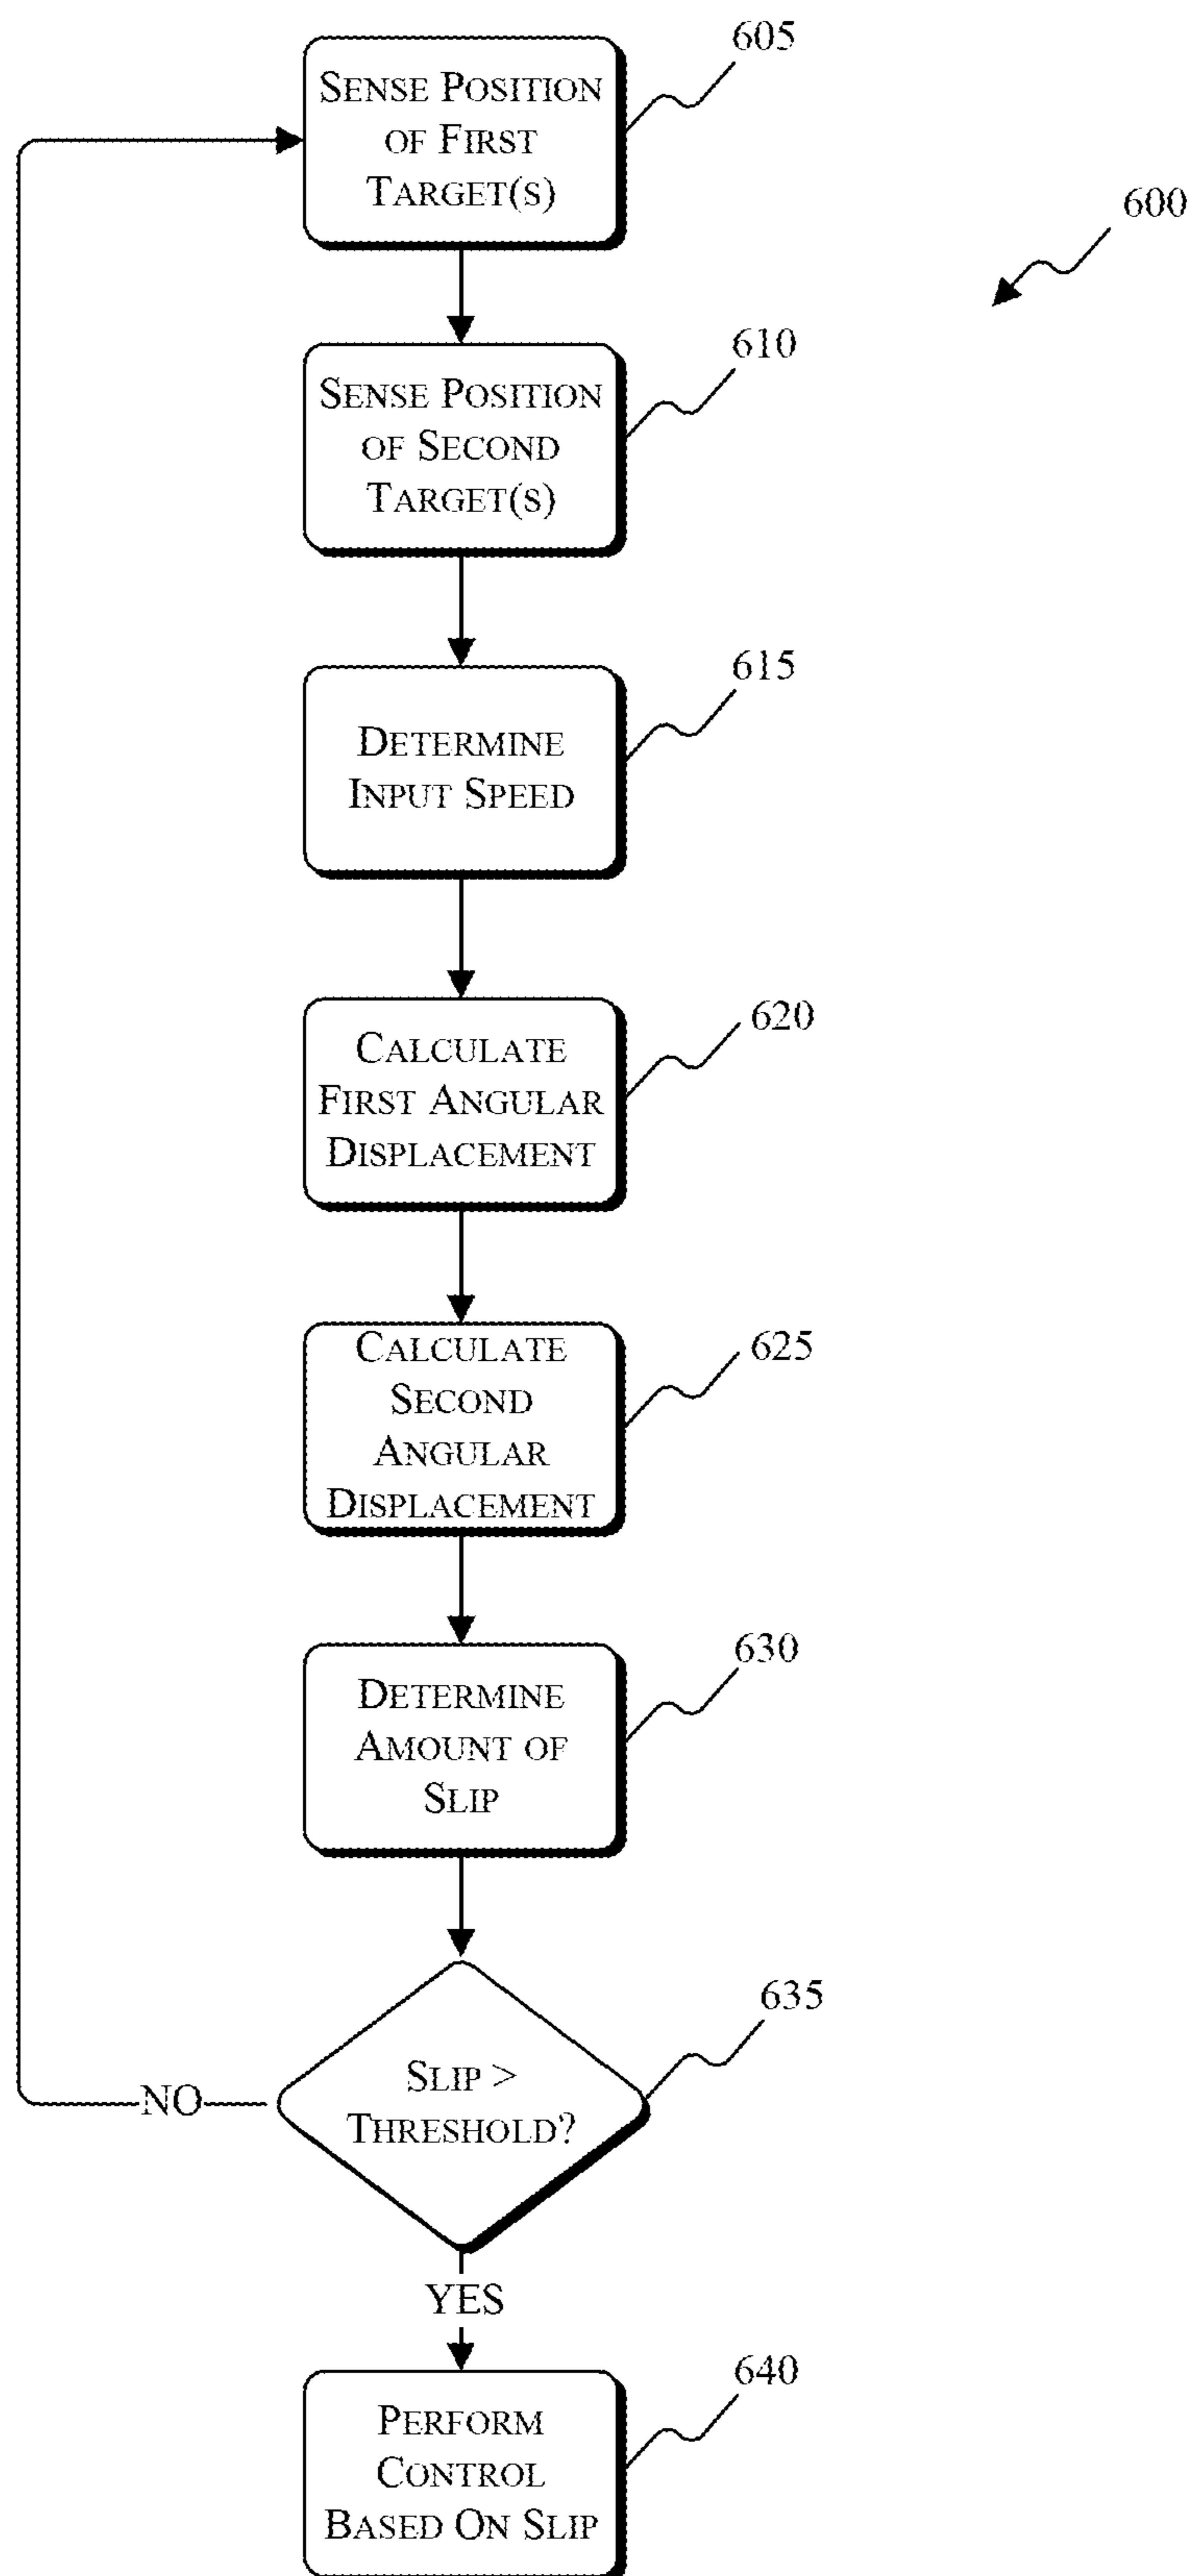 605
SENSE POSITION
OF FIRST
TARGET(S)
600
610
SENSE POSITION
OF SECOND
TARGET(S)
615
DETERMINE
INPUT SPEED
620
CALCULATE
FIRST ANGULAR
DISPLACEMENT
625
CALCULATE
SECOND
ANGULAR
DISPLACEMENT
630
DETERMINE
AMOUNT OF
SLIP
635
SLIP >
THRESHOLD?
NO
YES
640
PERFORM
CONTROL
BASED ON SLIP